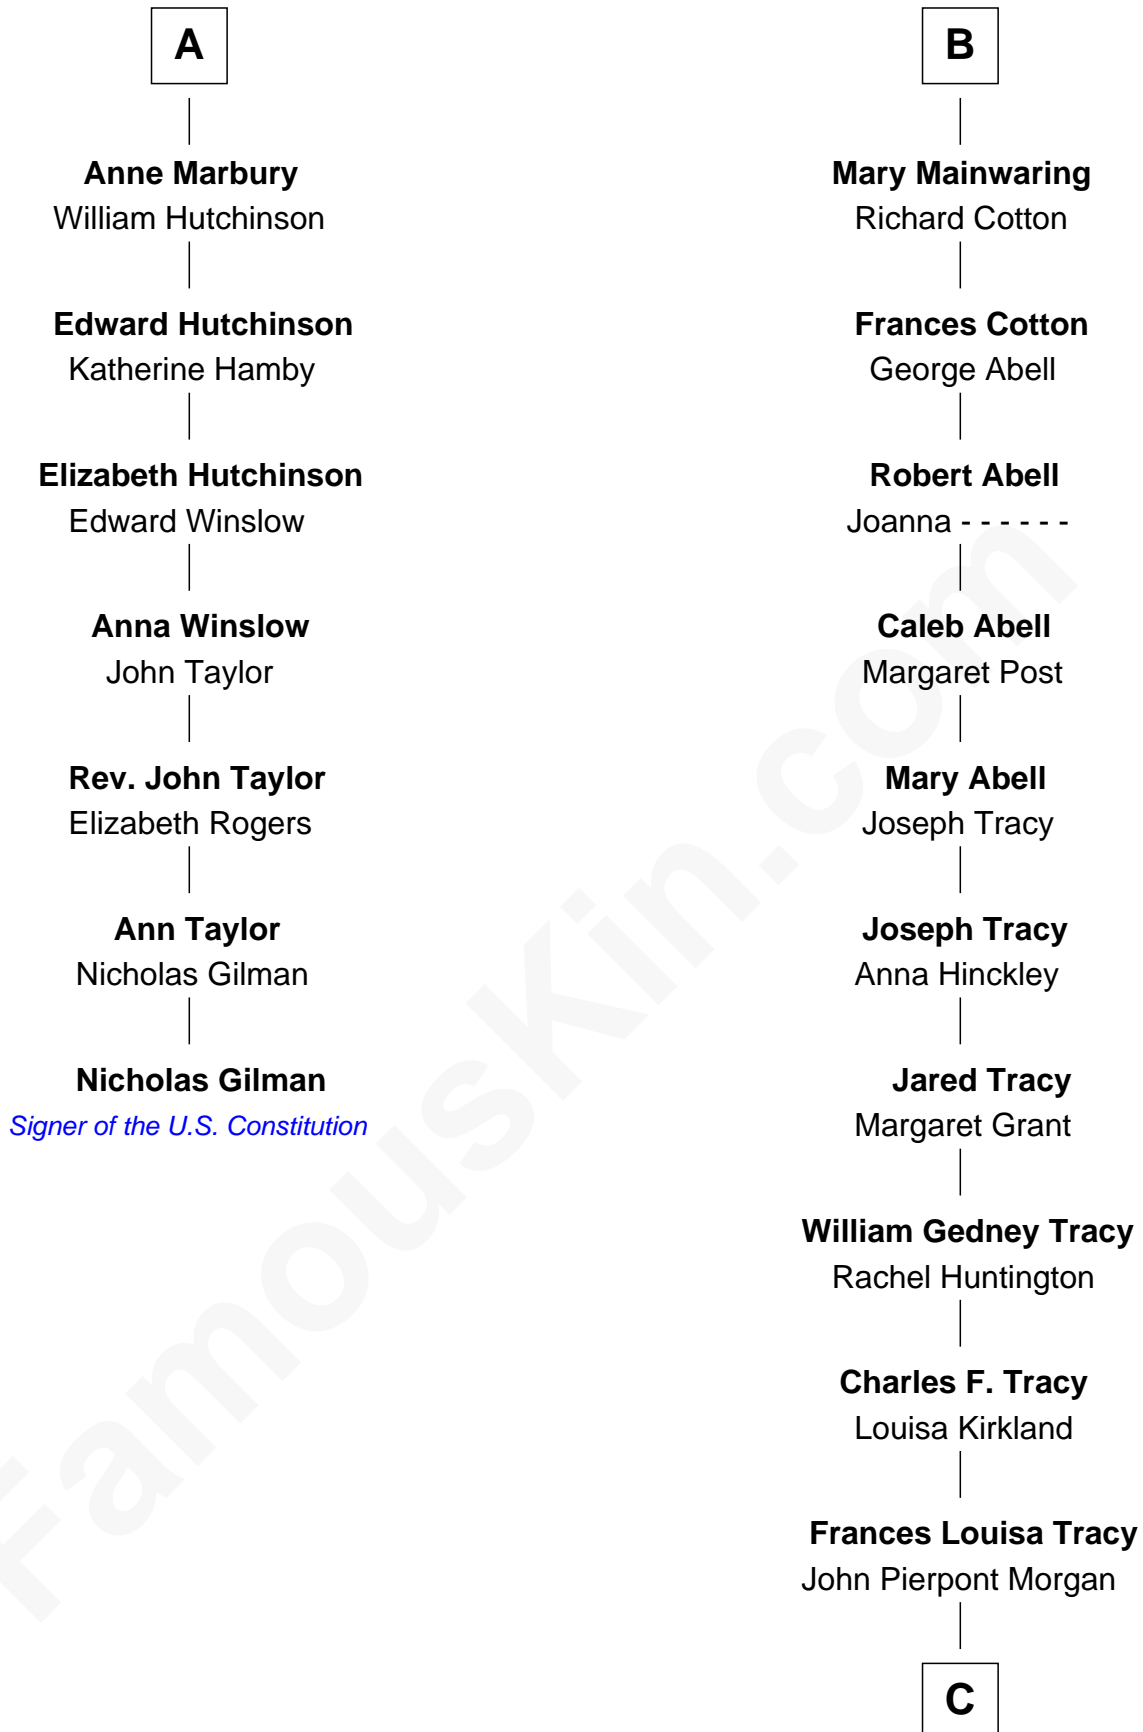 A
Anne Marbury
William Hutchinson
Edward Hutchinson
Katherine Hamby
Elizabeth Hutchinson
Edward Winslow
Anna Winslow
John Taylor
Rev. John Taylor
Elizabeth Rogers
Ann Taylor
Nicholas Gilman
Nicholas Gilman
Signer of the U.S. Constitution
B
Mary Mainwaring
Richard Cotton
Frances Cotton
George Abell
Robert Abell
Joanna - - - - - -
Caleb Abell
Margaret Post
Mary Abell
Joseph Tracy
Joseph Tracy
Anna Hinckley
Jared Tracy
Margaret Grant
William Gedney Tracy
Rachel Huntington
Charles F. Tracy
Louisa Kirkland
Frances Louisa Tracy
John Pierpont Morgan
C
FamousKin.com